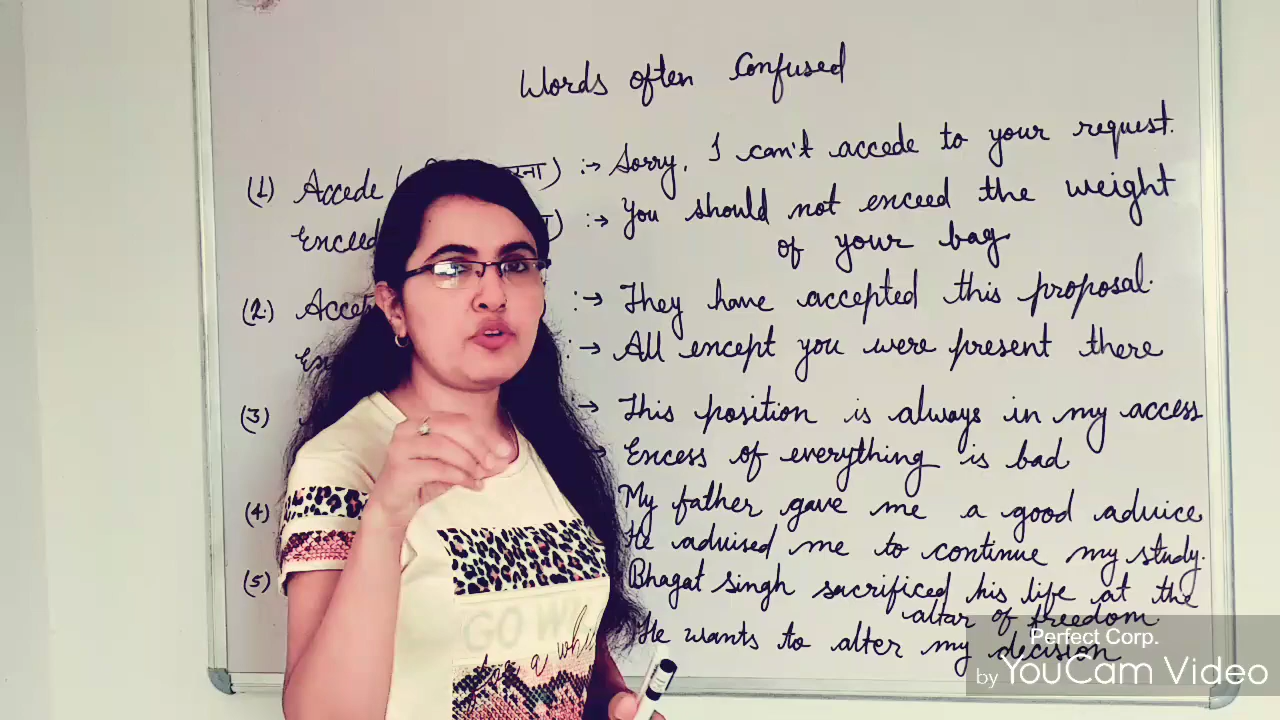 Words often Confused
(1) Accede ( रना) :→ Sorry, I can't accede to your request.
Exceed ) :→ You should not exceed the weight
of your bag
(2.) Accept :→ They have accepted this proposal.
:→ All except you were present there
(3) → This position is always in my access
Excess of everything is bad
(4) My father gave me a good advice
He advised me to continue my study.
(5) Bhagat singh sacrificed his life at the
altar of freedom
He wants to alter my decision
GO
for a whi
Perfect Corp.
by YouCam Video